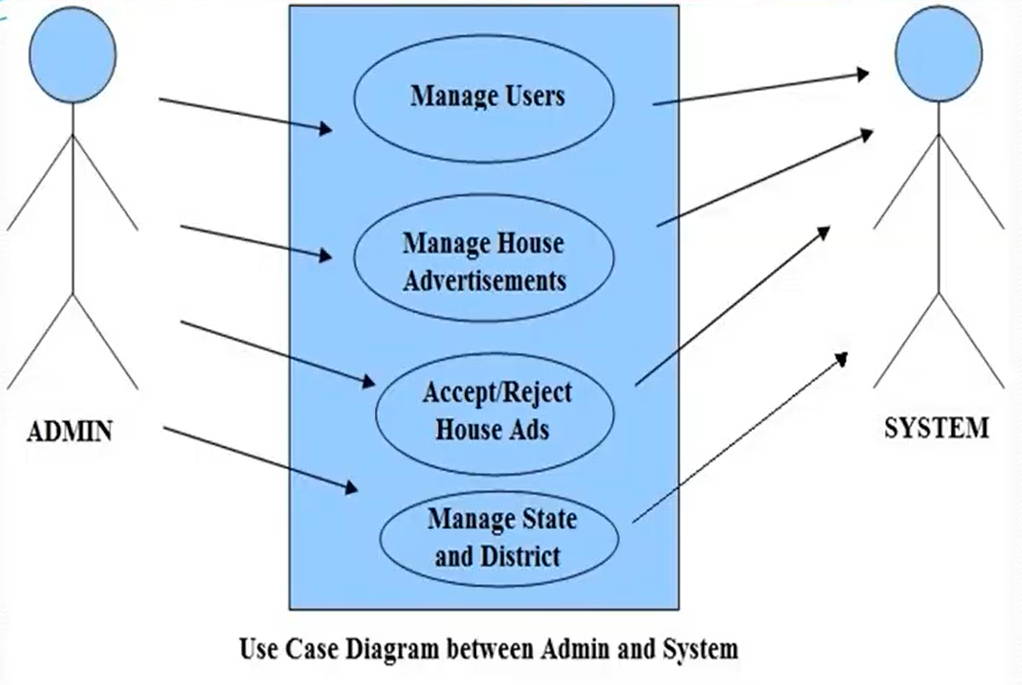 Manage Users
Manage House
Advertisements
Accept/Reject
House Ads
ADMIN
SYSTEM
Manage State
and District
Use Case Diagram between Admin and System